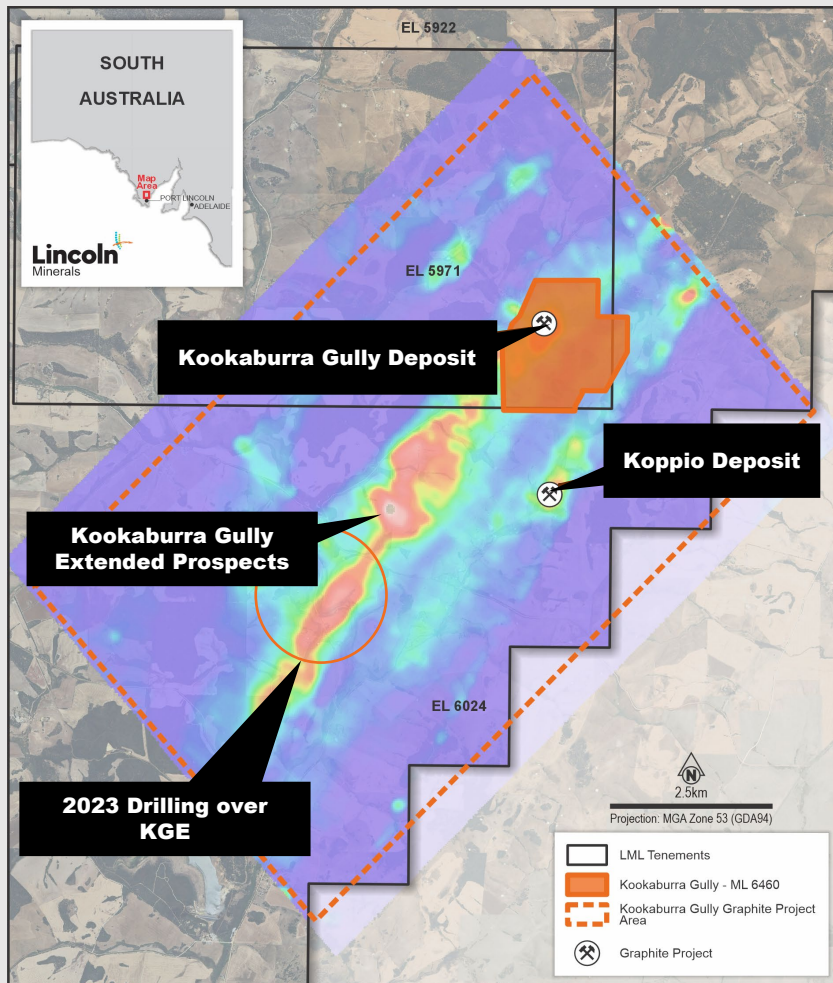 EL 5922
SOUTH
AUSTRALIA
Map
Area
PORT LINCOLN
ADELAIDE
Lincoln
Minerals
EL 5971
Kookaburra Gully Deposit
Koppio Deposit
Kookaburra Gully
Extended Prospects
EL 6024
2023 Drilling over
KGE
N
2.5km
Projection: MGA Zone 53 (GDA94)
LML Tenements
Kookaburra Gully - ML 6460
Kookaburra Gully Graphite Project
Area
Graphite Project